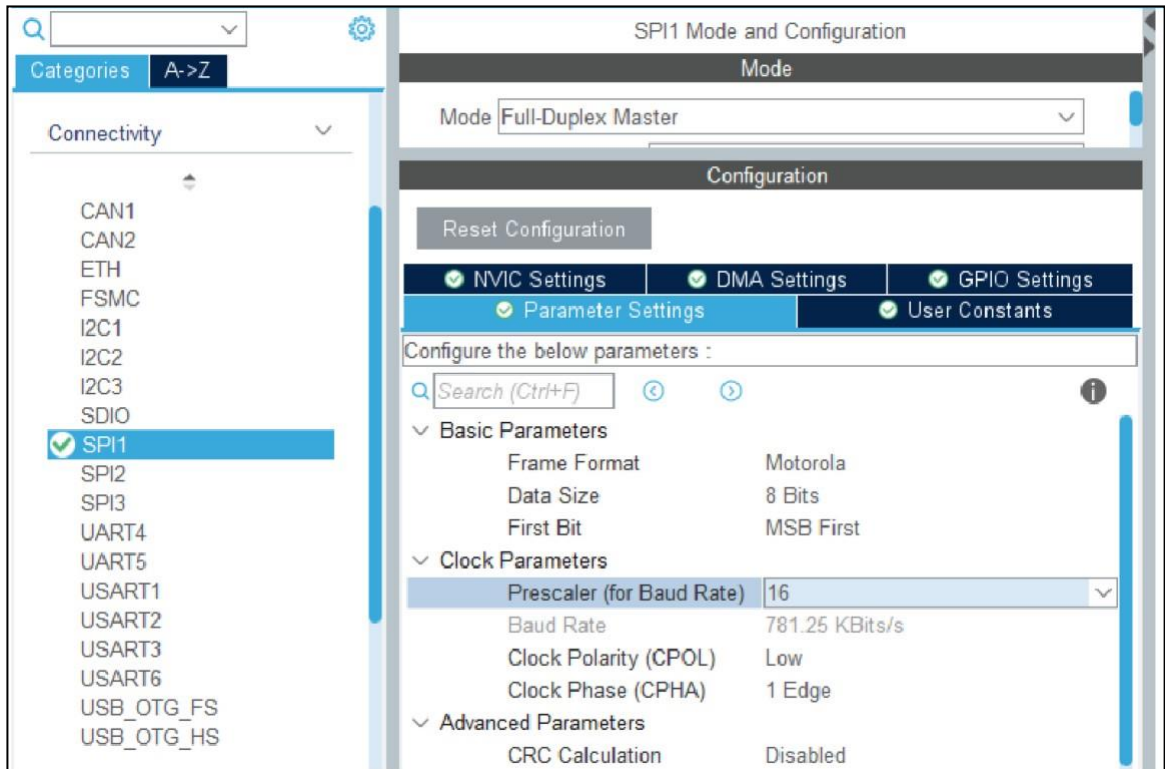 Categories
A->Z
Connectivity
CAN1
CAN2
ETH
FSMC
I2C1
I2C2
I2C3
SDIO
SPI1
SPI2
SPI3
UART4
UART5
USART1
USART2
USART3
USART6
USB_OTG_FS
USB_OTG_HS
SPI1 Mode and Configuration
Mode
Mode Full-Duplex Master
Configuration
Reset Configuration
NVIC Settings DMA Settings GPIO Settings
Parameter Settings User Constants
Configure the below parameters :
Search (Ctrl+F)
Basic Parameters
Frame Format Motorola
Data Size 8 Bits
First Bit MSB First
Clock Parameters
Prescaler (for Baud Rate) 16
Baud Rate 781.25 KBits/s
Clock Polarity (CPOL) Low
Clock Phase (CPHA) 1 Edge
Advanced Parameters
CRC Calculation Disabled